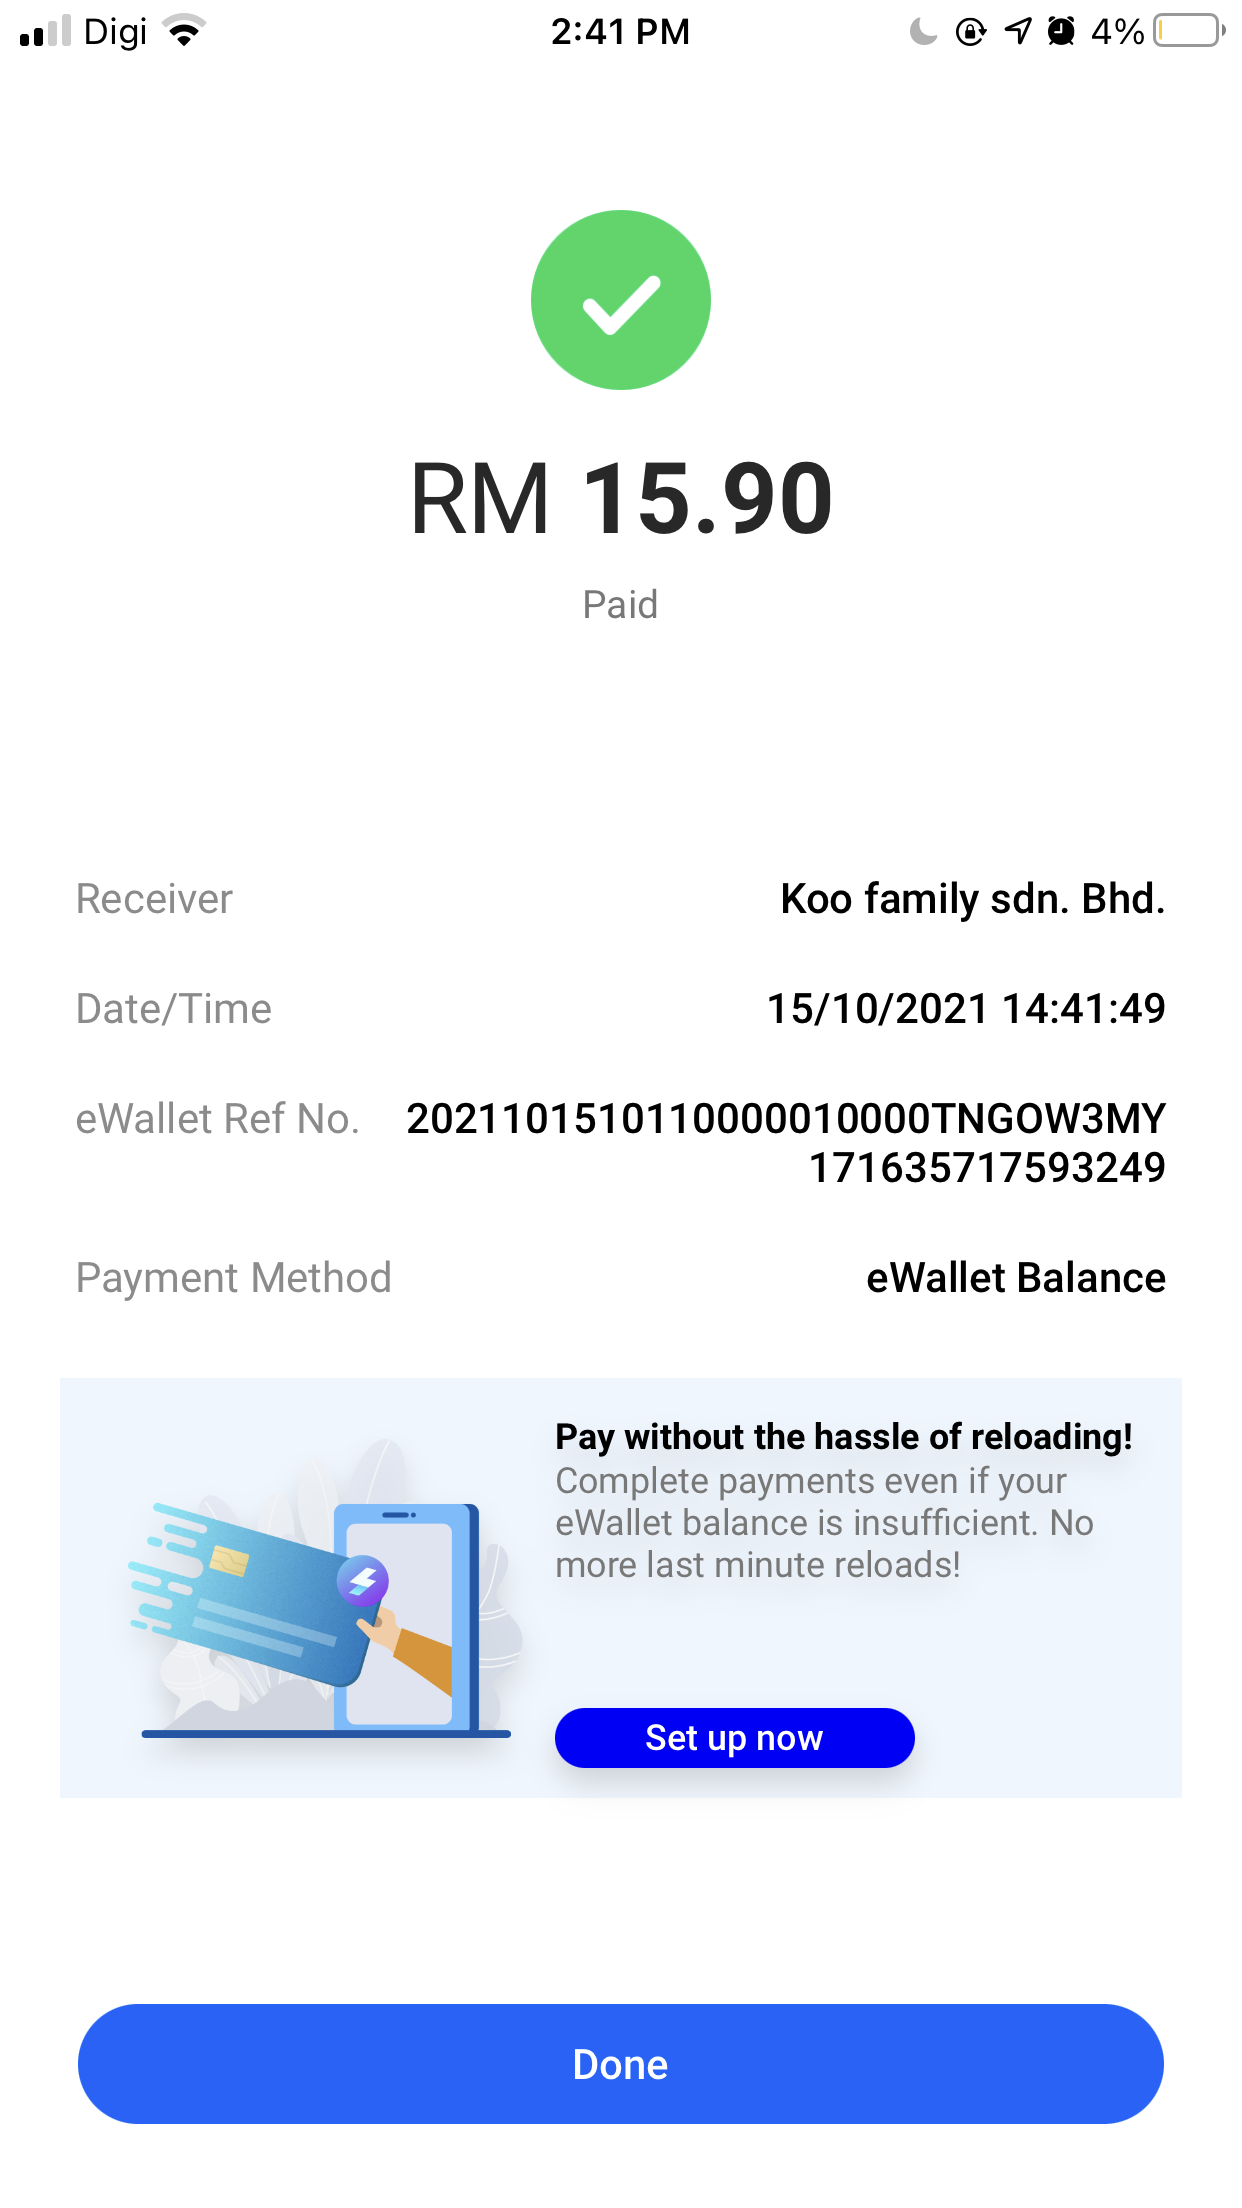 Digi 2:41 PM 4%
RM 15.90
Paid
Receiver Koo family sdn. Bhd.
Date/Time 15/10/2021 14:41:49
eWallet Ref No. 20211015101110000010000TNGOW3MY
171635717593249
Payment Method eWallet Balance
Pay without the hassle of reloading!
Complete payments even if your
eWallet balance is insufficient. No
more last minute reloads!
Set up now
Done